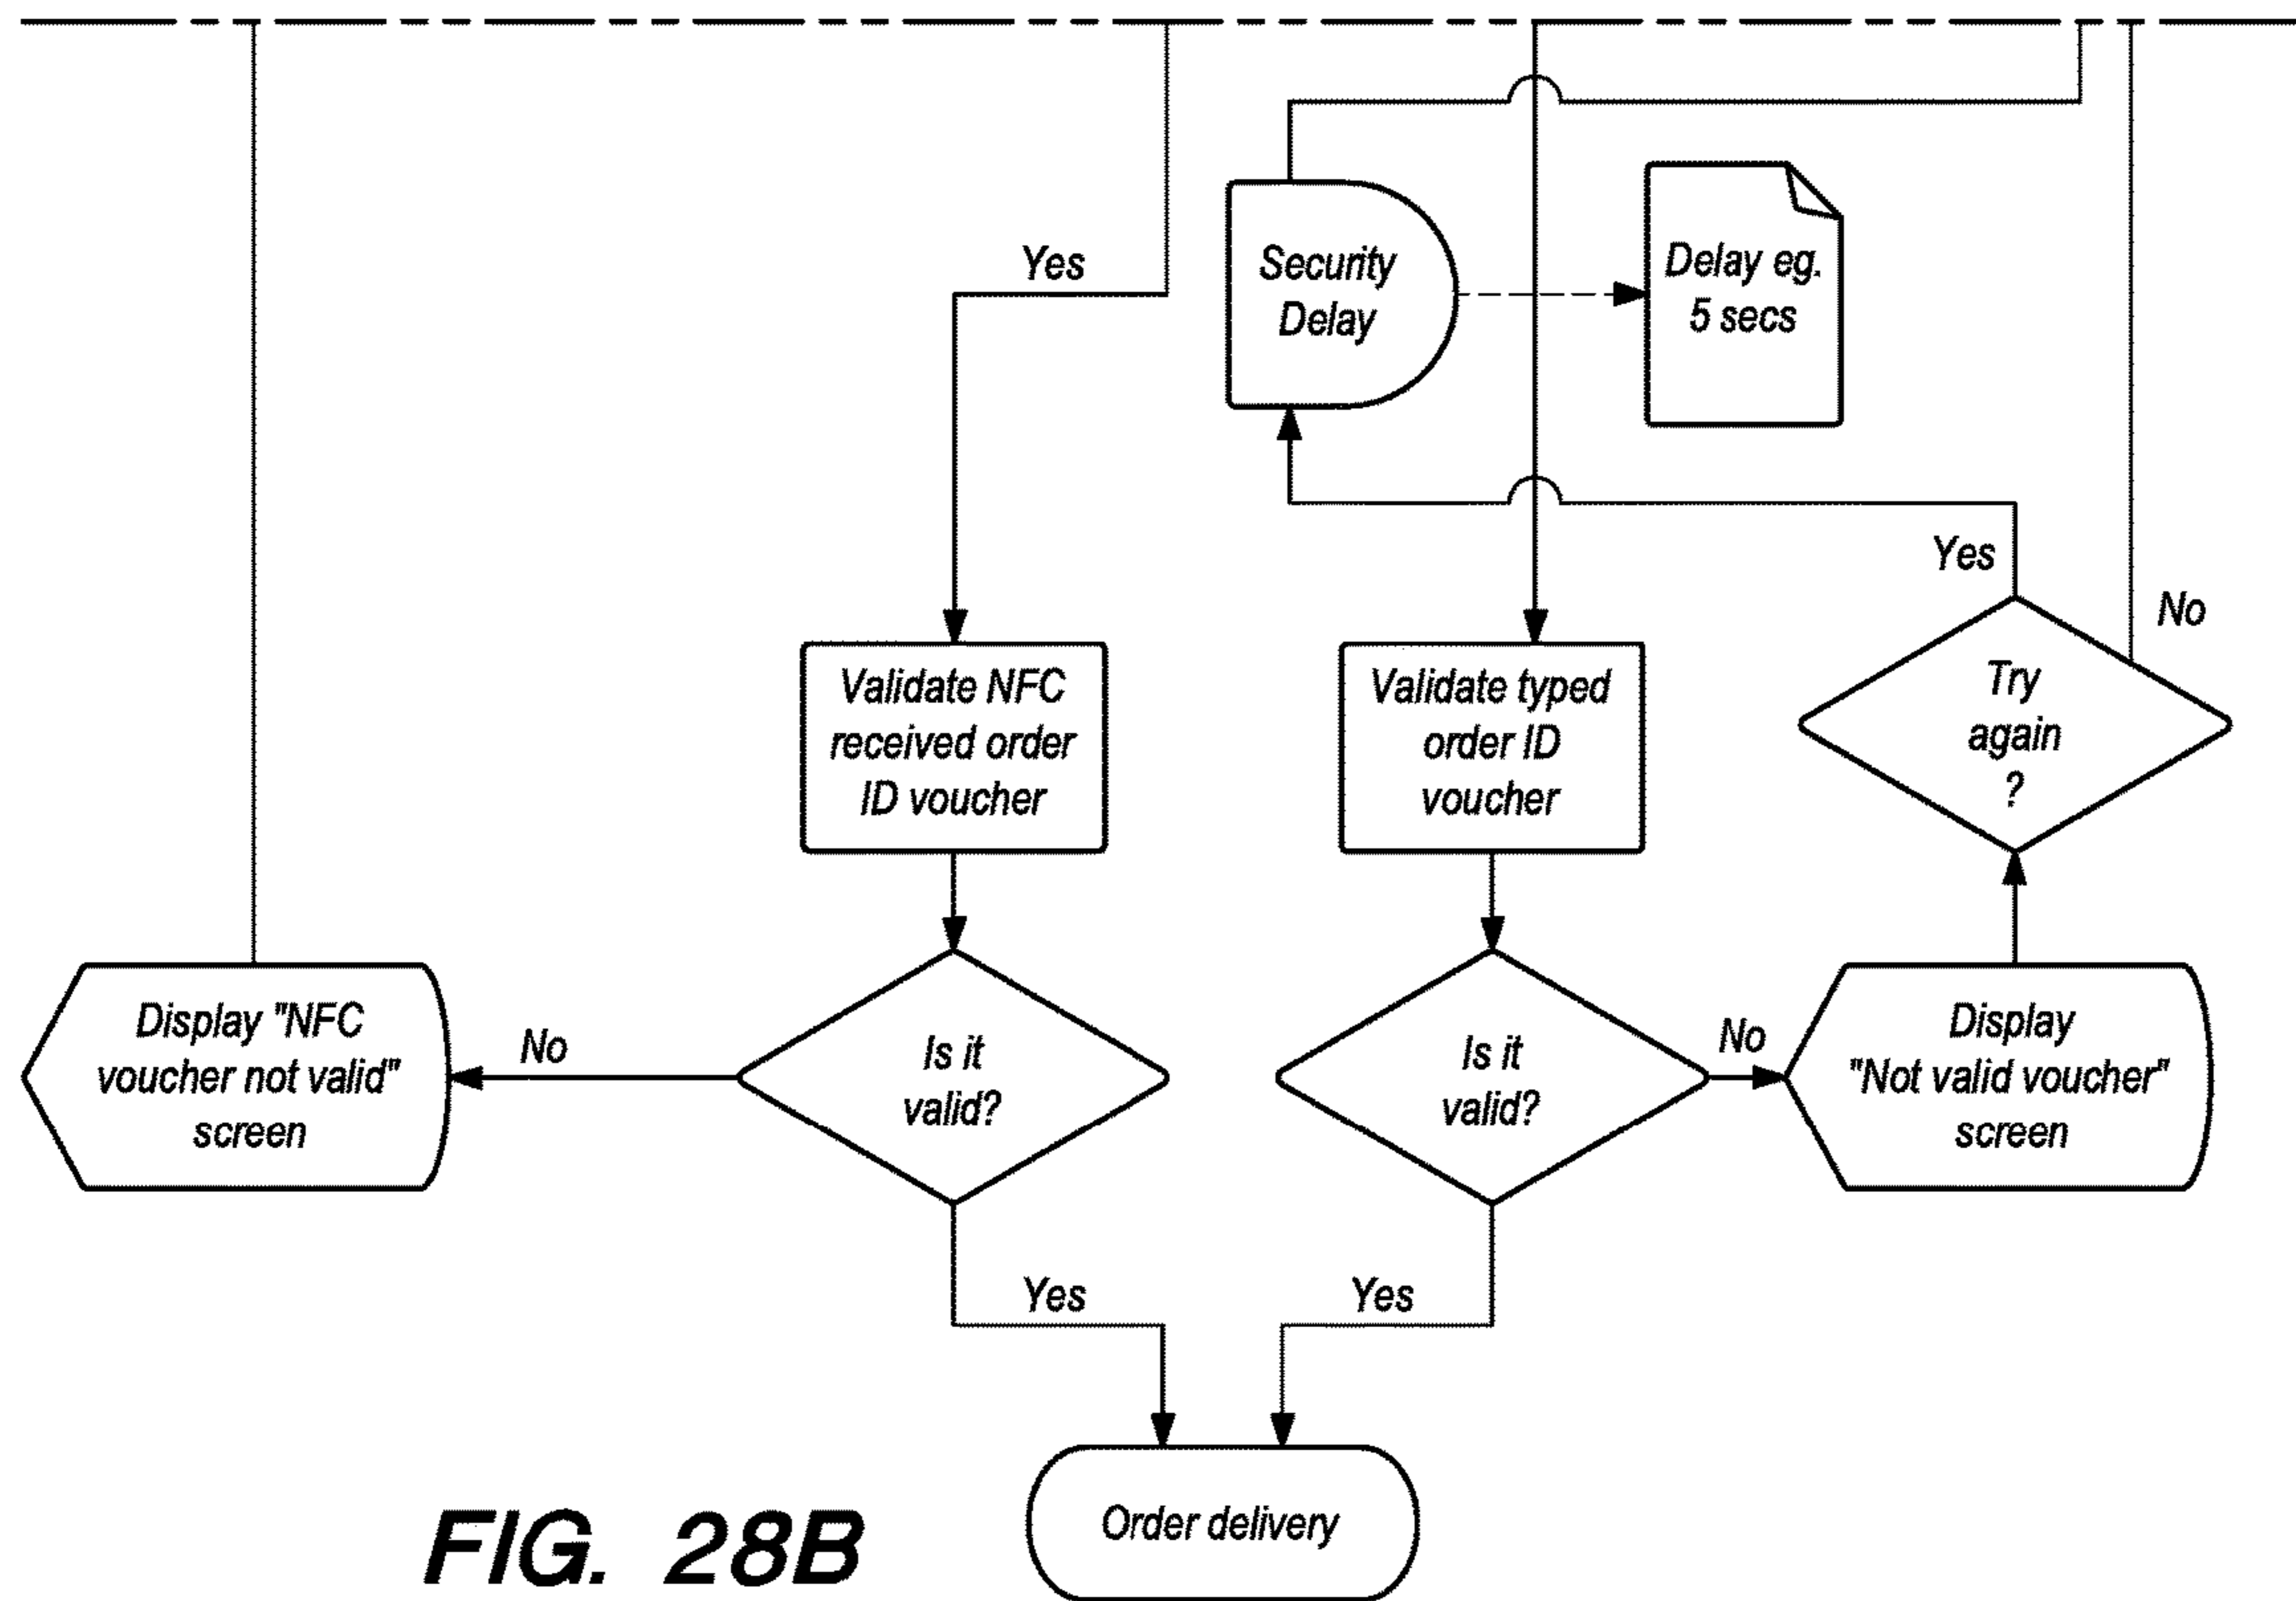 Yes
Security
Delay
Delay eg.
5 secs
Yes
No
Validate NFC
received order
ID voucher
Validate typed
order ID
voucher
Try
again
?
Display "NFC
voucher not valid"
screen
No
Is it
valid?
Is it
valid?
No
Display
"Not valid voucher"
screen
Yes
Yes
Order delivery
FIG. 28B